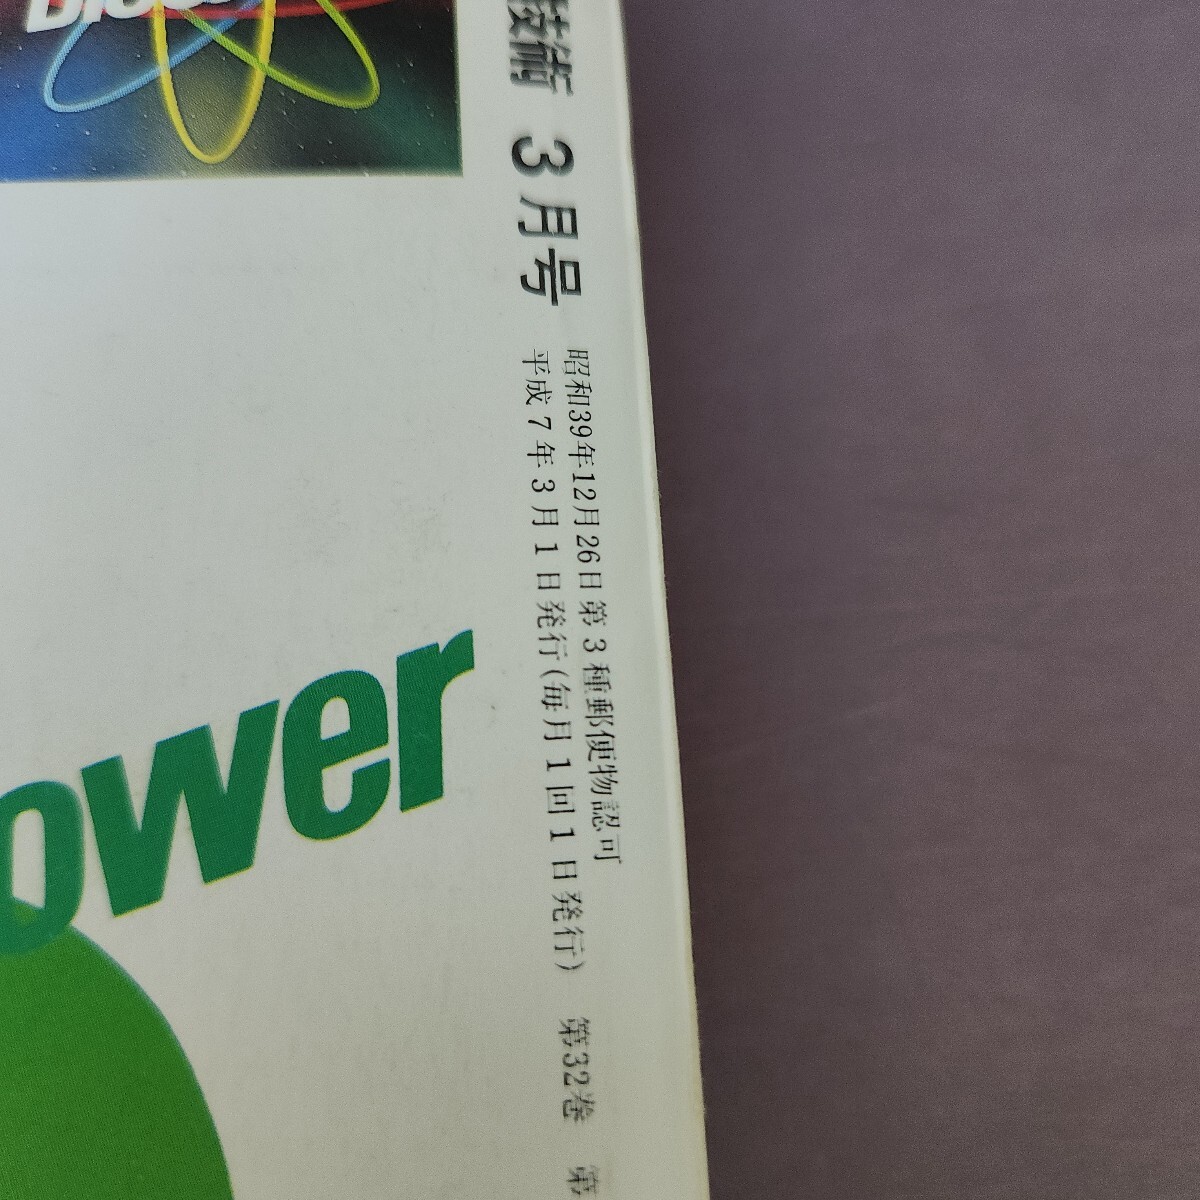 技術 3月号
昭和39年12月26日第3種郵便物認可
平成7年3月1日発行(毎月1回1日発行) 第32巻 第
ower